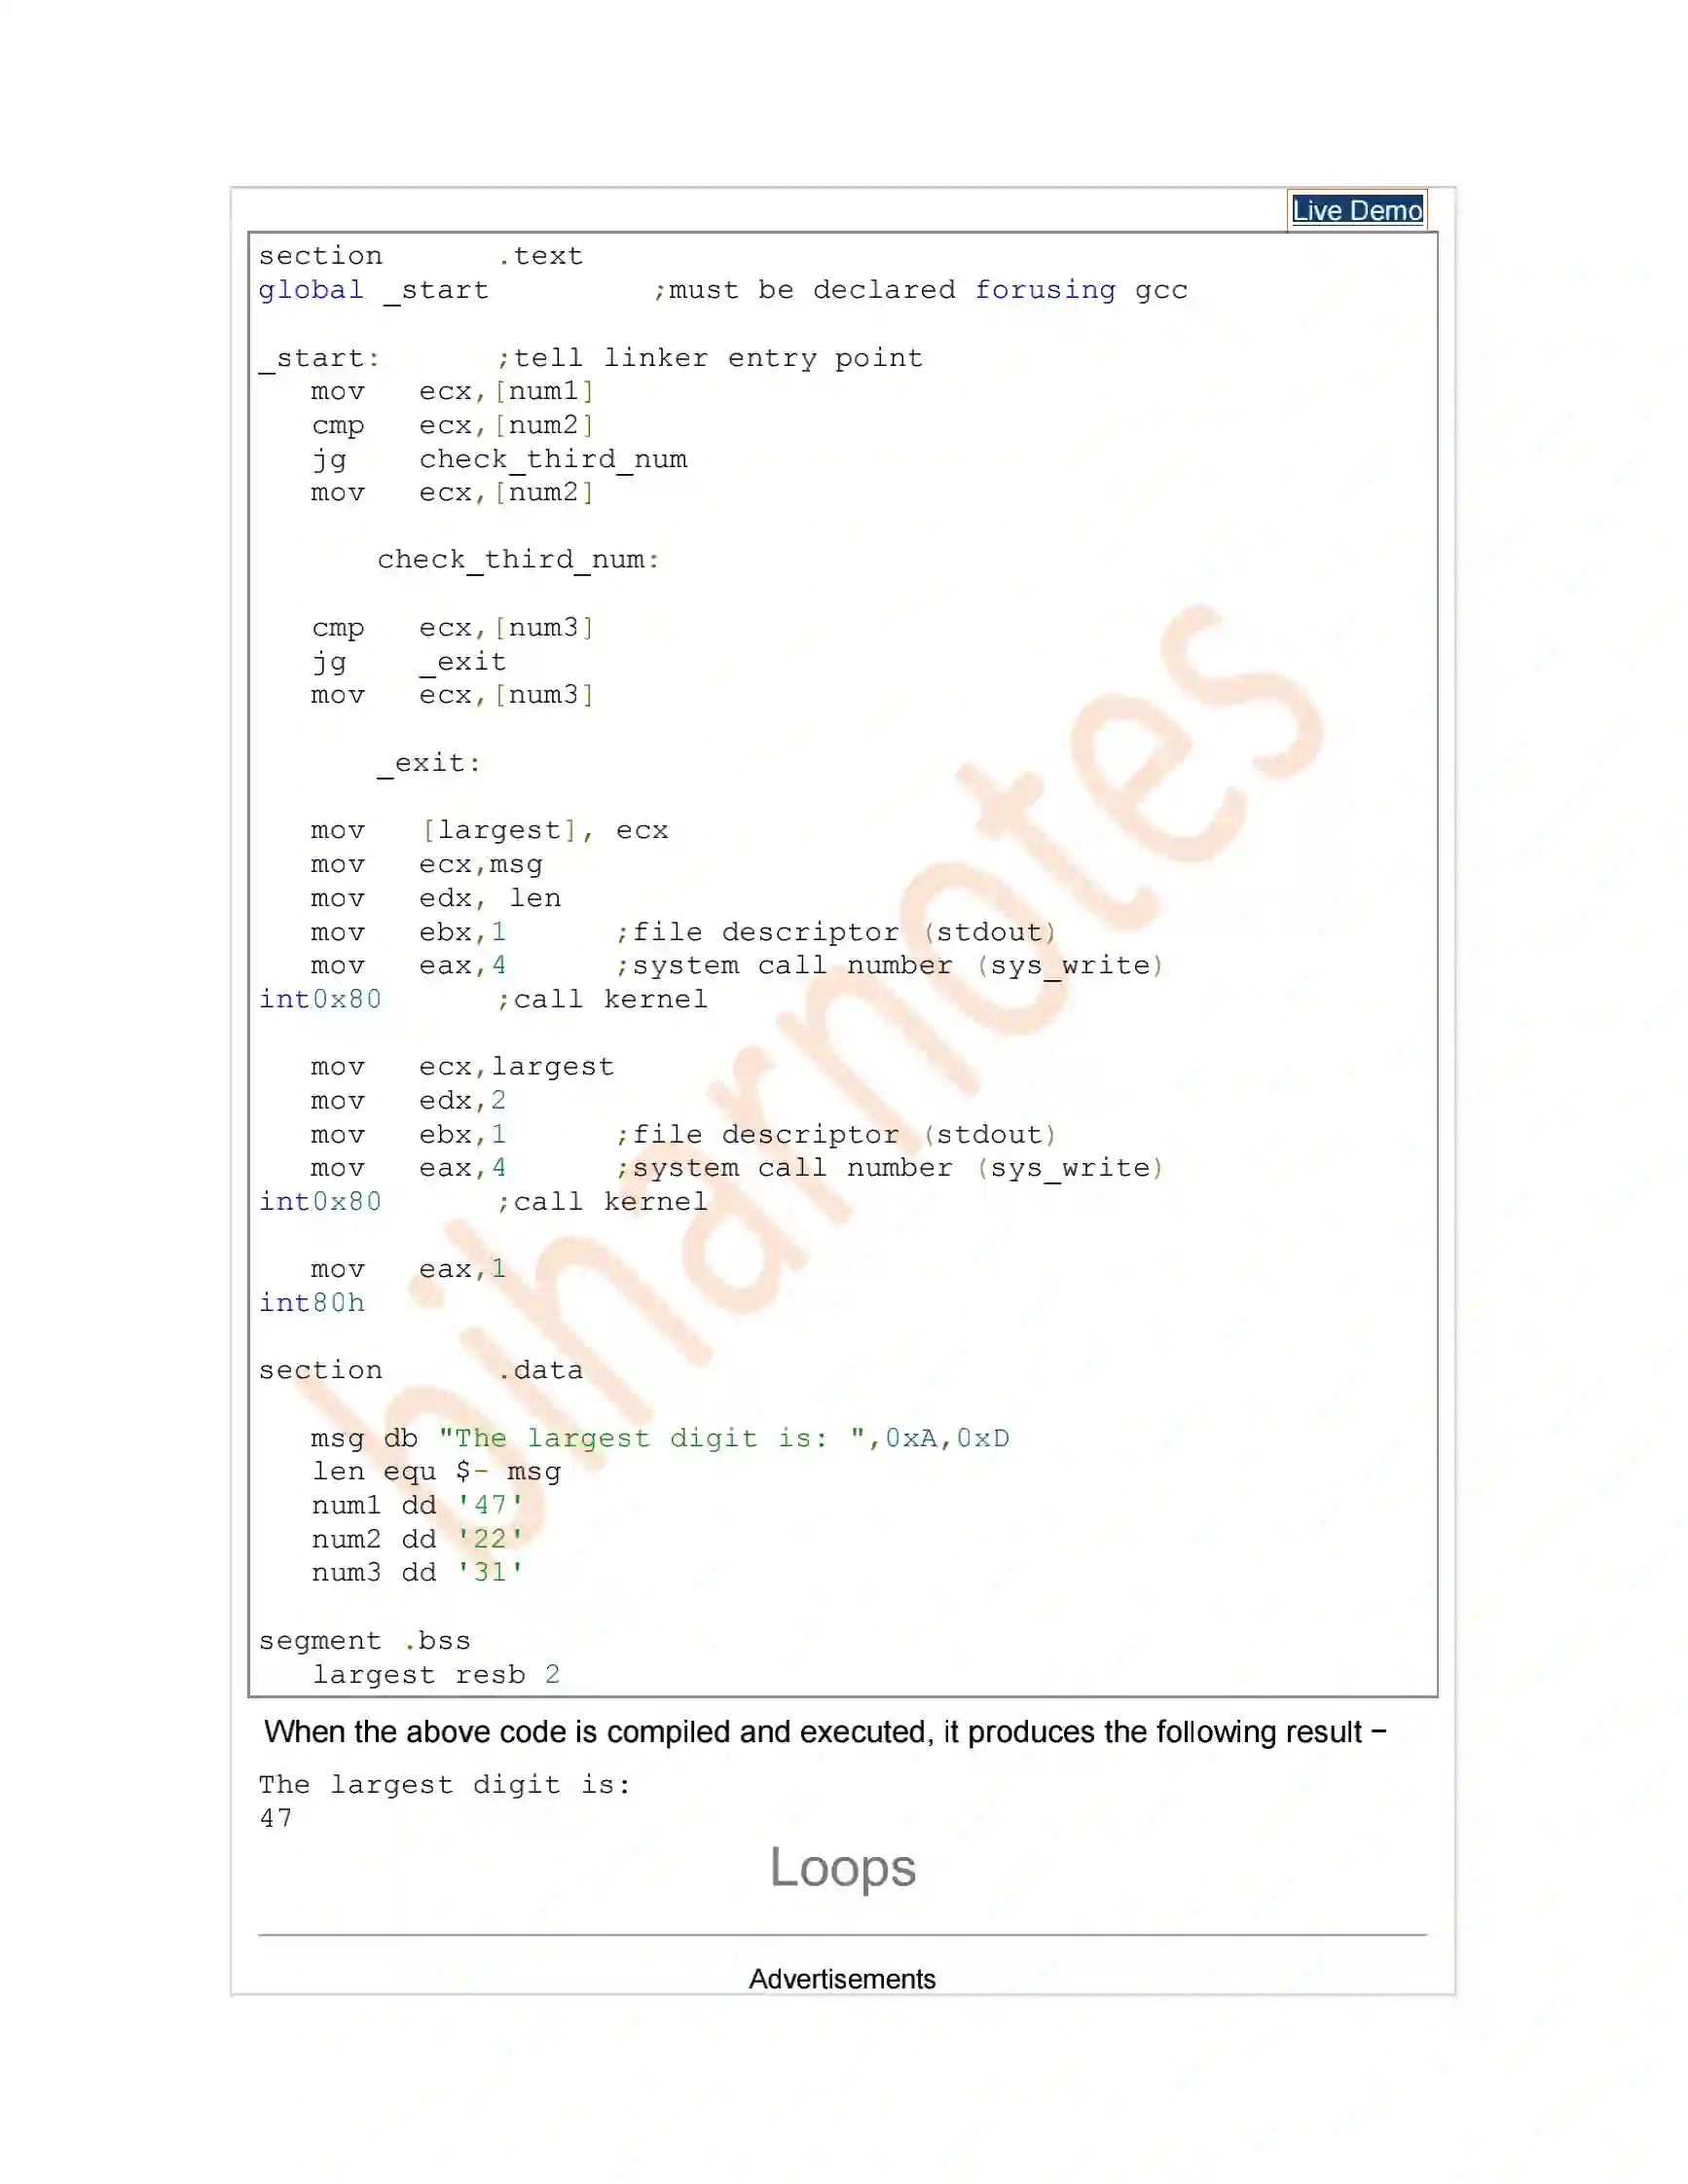 Live Demo
section .text
global _start ;must be declared forusing gcc
_start: ;tell linker entry point
mov ecx,[num1]
cmp ecx,[num2]
jg check_third_num
mov ecx,[num2]
check_third_num:
cmp ecx,[num3]
jg _exit
mov ecx,[num3]
_exit:
mov [largest], ecx
mov ecx,msg
mov edx, len
mov ebx,1 ;file descriptor (stdout)
mov eax,4 ;system call number (sys_write)
int0x80 ;call kernel
mov ecx,largest
mov edx,2
mov ebx,1 ;file descriptor (stdout)
mov eax,4 ;system call number (sys_write)
int0x80 ;call kernel
mov eax,1
int80h
section .data
msg db "The largest digit is: ",0xA,0xD
len equ $- msg
num1 dd '47'
num2 dd '22'
num3 dd '31'
segment .bss
largest resb 2
When the above code is compiled and executed, it produces the following result −
The largest digit is:
47
Loops
Advertisements
biharnotes